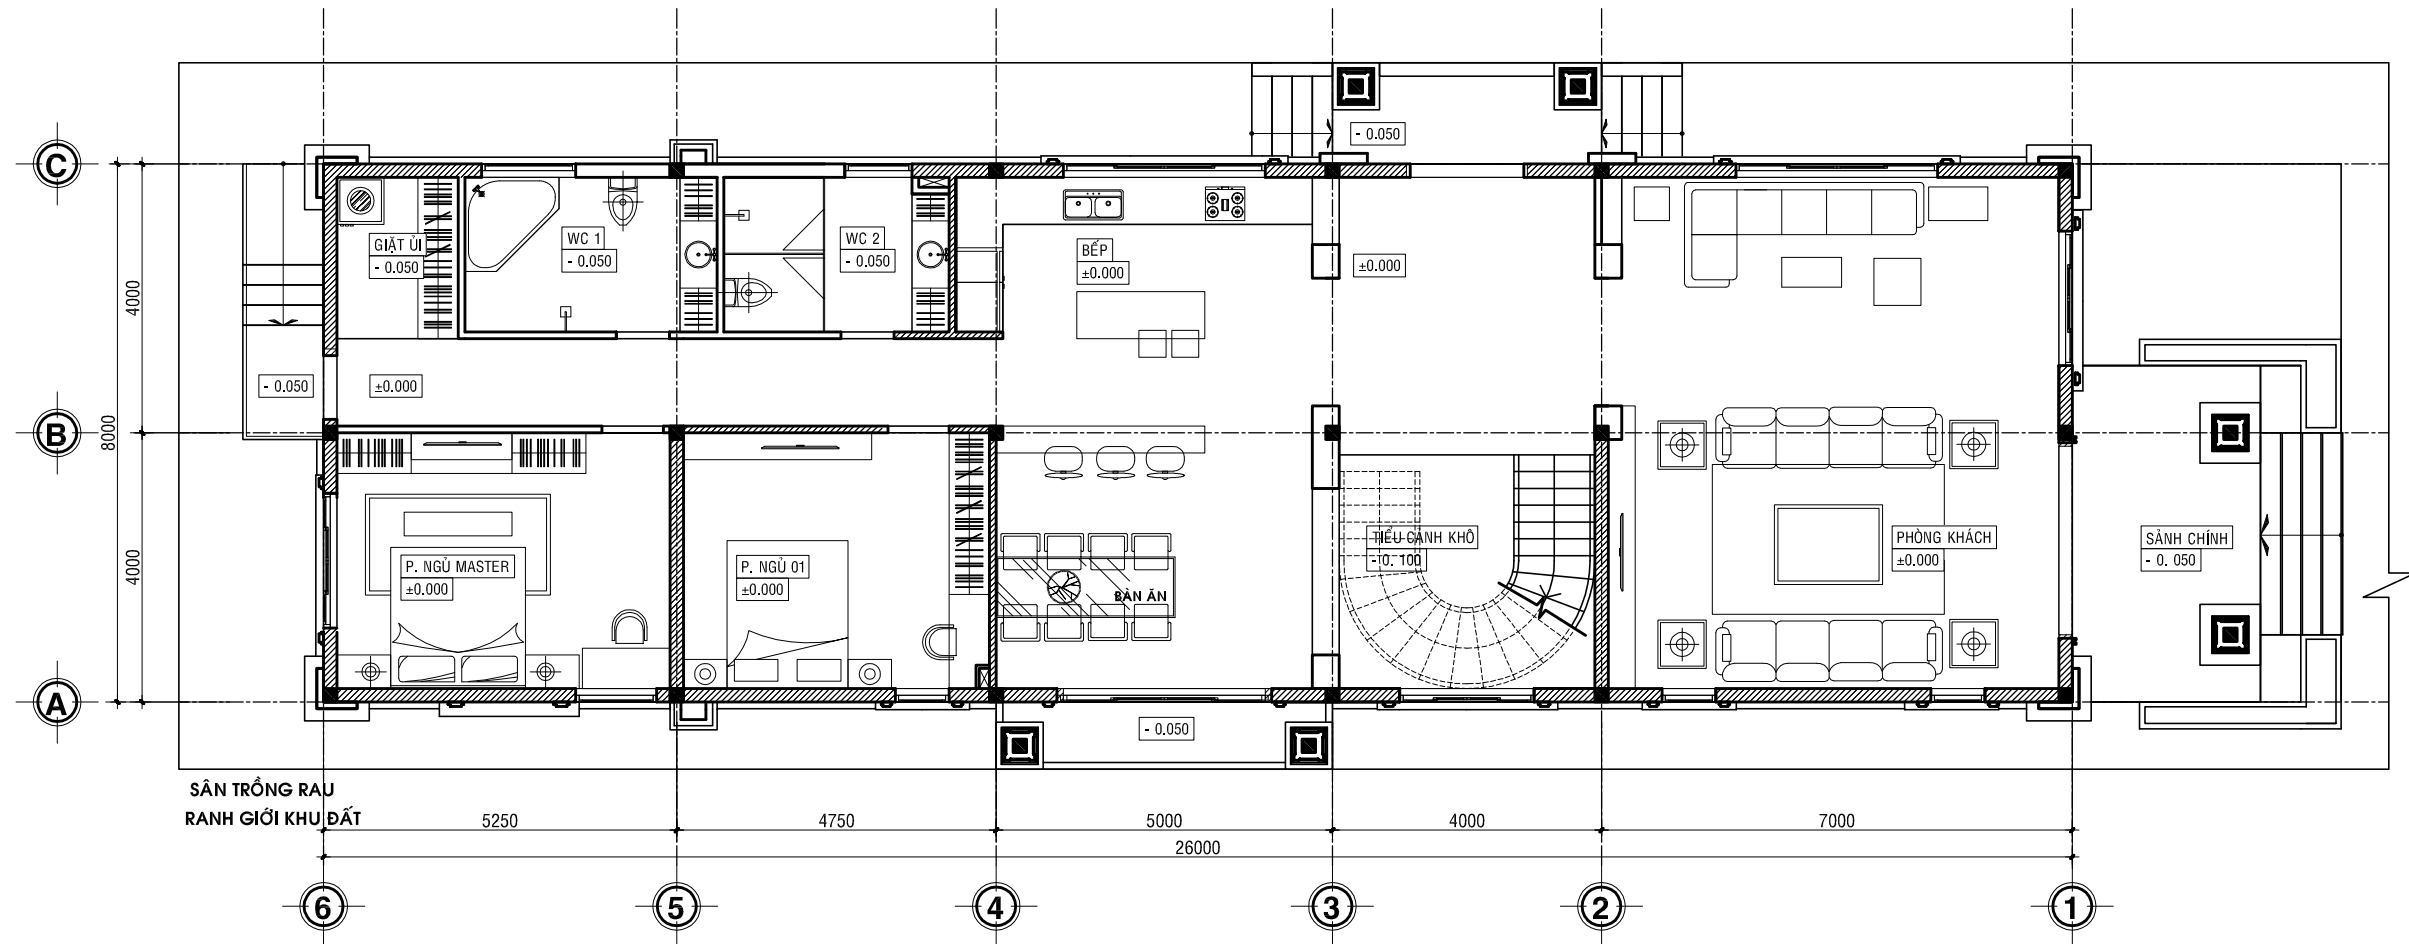 - 0.050
C
GIẶT ỦI
- 0.050
WC 1
- 0.050
WC 2
- 0.050
BẾP
±0.000
±0.000
4000
- 0.050
±0.000
B
8000
4000
P. NGỦ MASTER
±0.000
P. NGỦ 01
±0.000
BÀN ĂN
TIỂU CẢNH KHÔ
- 0. 100
PHÒNG KHÁCH
±0.000
SẢNH CHÍNH
- 0. 050
A
- 0.050
SÂN TRỒNG RAU
RANH GIỚI KHU ĐẤT
5250
4750
5000
4000
7000
26000
6
5
4
3
2
1